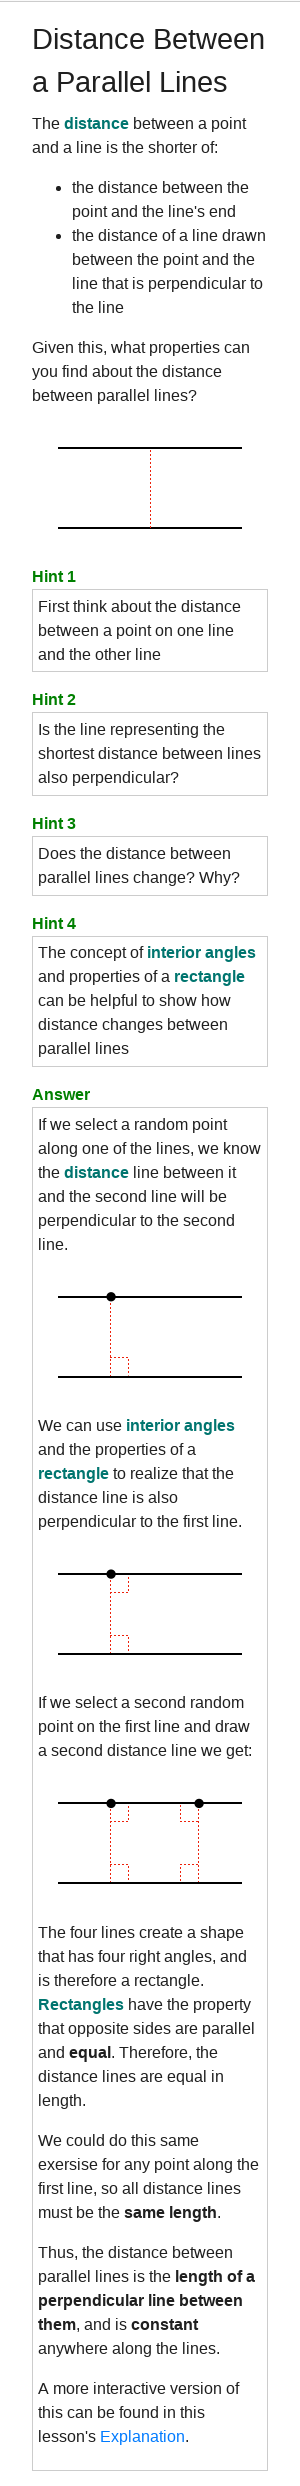 Distance Between
a Parallel Lines
The distance between a point
and a line is the shorter of:
• the distance between the
point and the line's end
• the distance of a line drawn
between the point and the
line that is perpendicular to
the line
Given this, what properties can
you find about the distance
between parallel lines?
Hint 1
First think about the distance
between a point on one line
and the other line
Hint 2
Is the line representing the
shortest distance between lines
also perpendicular?
Hint 3
Does the distance between
parallel lines change? Why?
Hint 4
The concept of interior angles
and properties of a rectangle
can be helpful to show how
distance changes between
parallel lines
Answer
If we select a random point
along one of the lines, we know
the distance line between it
and the second line will be
perpendicular to the second
line.
We can use interior angles
and the properties of a
rectangle to realize that the
distance line is also
perpendicular to the first line.
If we select a second random
point on the first line and draw
a second distance line we get:
The four lines create a shape
that has four right angles, and
is therefore a rectangle.
Rectangles have the property
that opposite sides are parallel
and equal. Therefore, the
distance lines are equal in
length.
We could do this same
exersise for any point along the
first line, so all distance lines
must be the same length.
Thus, the distance between
parallel lines is the length of a
perpendicular line between
them, and is constant
anywhere along the lines.
A more interactive version of
this can be found in this
lesson's Explanation.